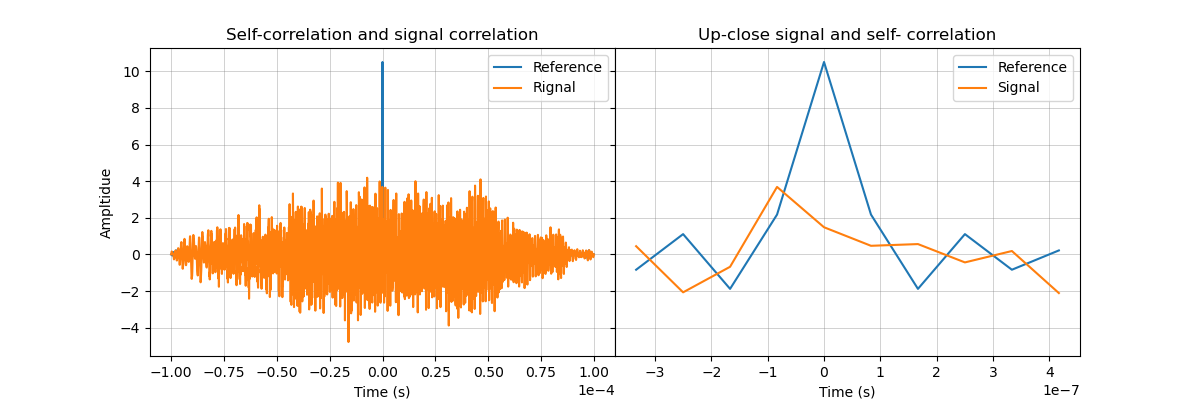 Self-correlation and signal correlation
Reference
Rignal
10
8
6
4
2
0
−2
−4
Ampltidue
−1.00 −0.75 −0.50 −0.25 0.00 0.25 0.50 0.75 1.00
1e−4
Time (s)
Up-close signal and self- correlation
Reference
Signal
−3 −2 −1 0 1 2 3 4
1e−7
Time (s)